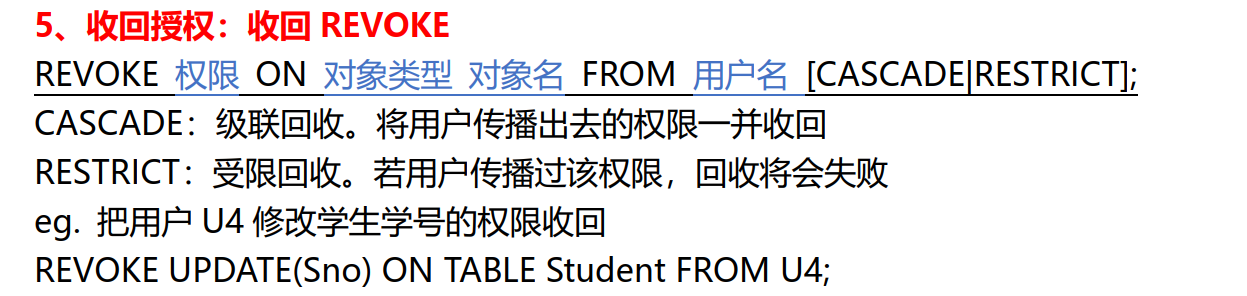 5、收回授权：收回 REVOKE
REVOKE 权限 ON 对象类型 对象名 FROM 用户名 [CASCADE|RESTRICT];
CASCADE：级联回收。将用户传播出去的权限一并收回
RESTRICT：受限回收。若用户传播过该权限，回收将会失败
eg. 把用户 U4 修改学生学号的权限收回
REVOKE UPDATE(Sno) ON TABLE Student FROM U4;